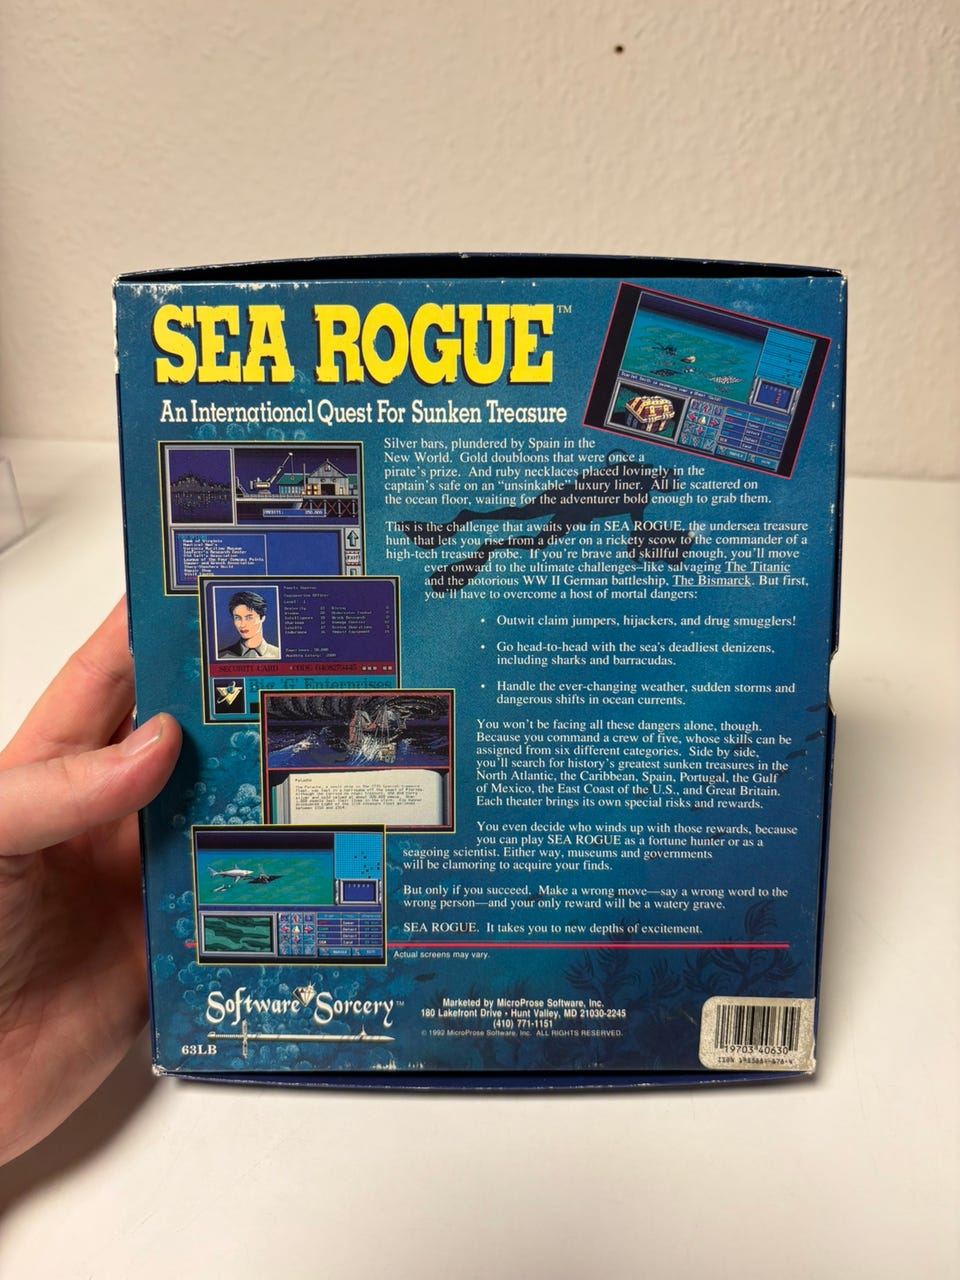 SEA ROGUE™
An International Quest For Sunken Treasure
Silver bars, plundered by Spain in the
New World. Gold doubloons that were once a
pirate's prize. And ruby necklaces placed lovingly in the
captain's safe on an "unsinkable" luxury liner. All lie scattered on
the ocean floor, waiting for the adventurer bold enough to grab them.
This is the challenge that awaits you in SEA ROGUE, the undersea treasure
hunt that lets you rise from a diver on a rickety scow to the commander of a
high-tech treasure probe. If you're brave and skillful enough, you'll move
ever onward to the ultimate challenges–like salvaging The Titanic
and the notorious WW II German battleship, The Bismarck. But first,
you'll have to overcome a host of mortal dangers:
• Outwit claim jumpers, hijackers, and drug smugglers!
• Go head-to-head with the sea's deadliest denizens,
including sharks and barracudas.
• Handle the ever-changing weather, sudden storms and
dangerous shifts in ocean currents.
SECURITY CARD
Big 'G' Enterprises
You won't be facing all these dangers alone, though.
Because you command a crew of five, whose skills can be
assigned from six different categories. Side by side,
you'll search for history's greatest sunken treasures in the
North Atlantic, the Caribbean, Spain, Portugal, the Gulf
of Mexico, the East Coast of the U.S., and Great Britain.
Each theater brings its own special risks and rewards.
You even decide who winds up with those rewards, because
you can play SEA ROGUE as a fortune hunter or as a
seagoing scientist. Either way, museums and governments
will be clamoring to acquire your finds.
But only if you succeed. Make a wrong move—say a wrong word to the
wrong person—and your only reward will be a watery grave.
SEA ROGUE. It takes you to new depths of excitement.
Actual screens may vary.
Software Sorcery™
63LB
Marketed by MicroProse Software, Inc.
180 Lakefront Drive • Hunt Valley, MD 21030-2245
(410) 771-1151
© 1992 MicroProse Software, Inc. ALL RIGHTS RESERVED.
19703 40630